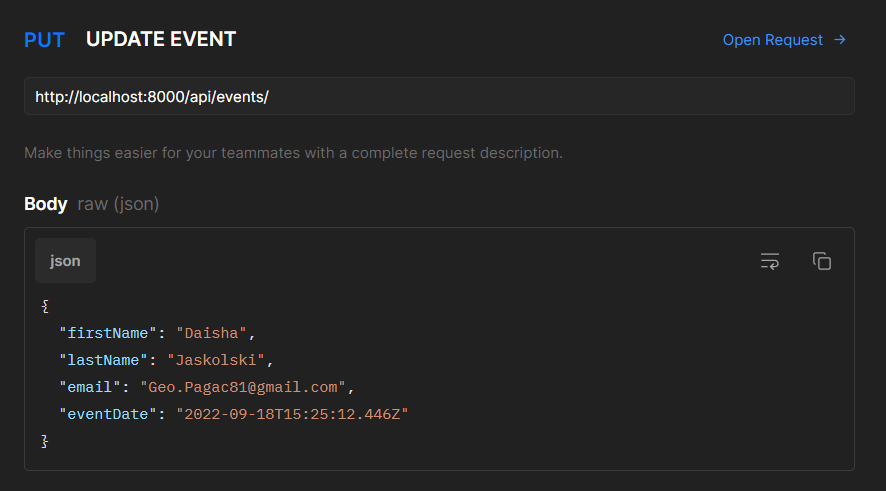 PUT UPDATE EVENT Open Request →
http://localhost:8000/api/events/
Make things easier for your teammates with a complete request description.
Body raw (json)
json
{
  "firstName": "Daisha",
  "lastName": "Jaskolski",
  "email": "Geo.Pagac81@gmail.com",
  "eventDate": "2022-09-18T15:25:12.446Z"
}